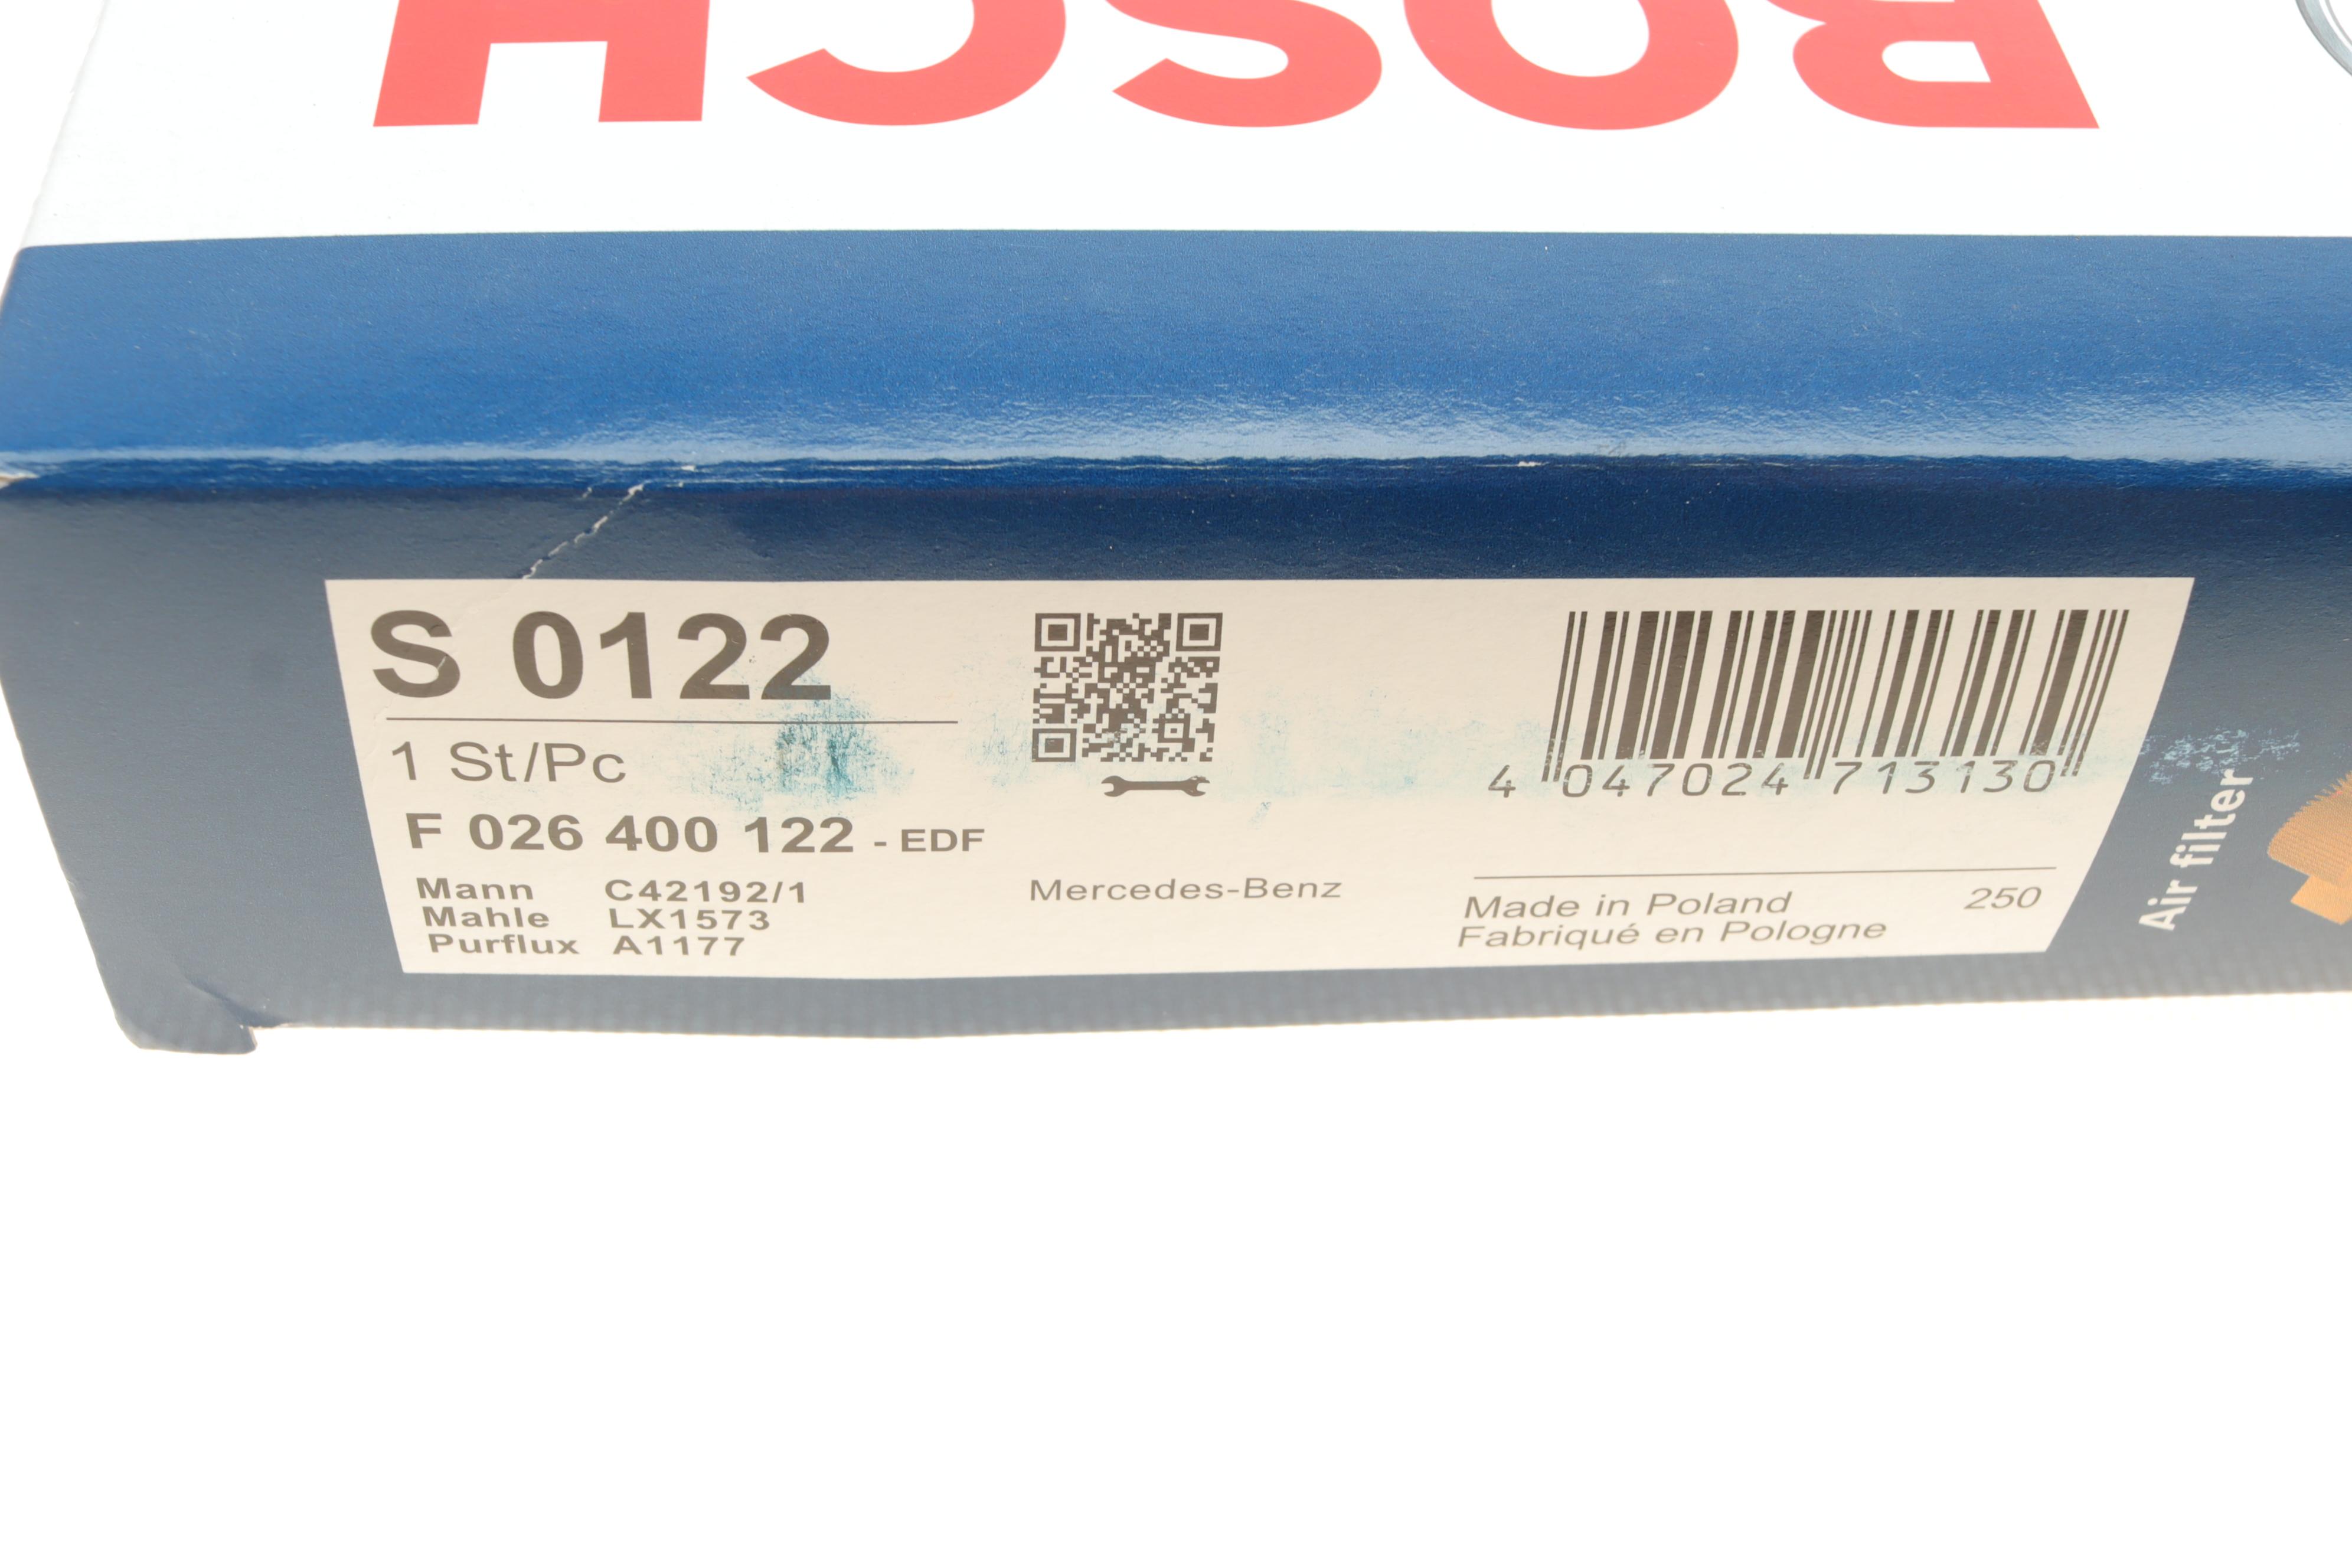 BOSCH
S 0122
1 St/Pc
F 026 400 122 - EDF
Mann C42192/1
Mahle LX1573
Purflux A1177
Mercedes-Benz
4 047024 713130
Made in Poland 250
Fabriqué en Pologne
Air filter